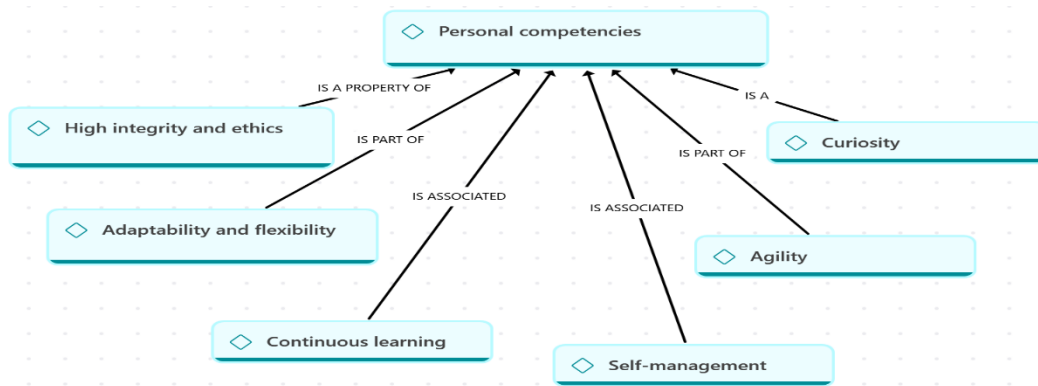 Personal competencies
IS A PROPERTY OF
IS A
High integrity and ethics
IS PART OF
IS PART OF
Curiosity
IS ASSOCIATED
IS ASSOCIATED
Adaptability and flexibility
Agility
Continuous learning
Self-management